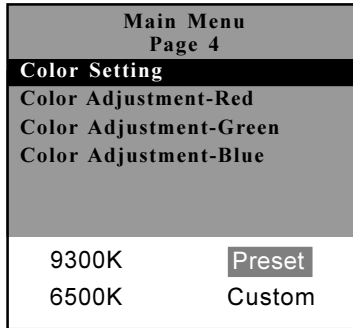 Main Menu
Page 4
Color Setting
Color Adjustment-Red
Color Adjustment-Green
Color Adjustment-Blue
9300K Preset
6500K Custom